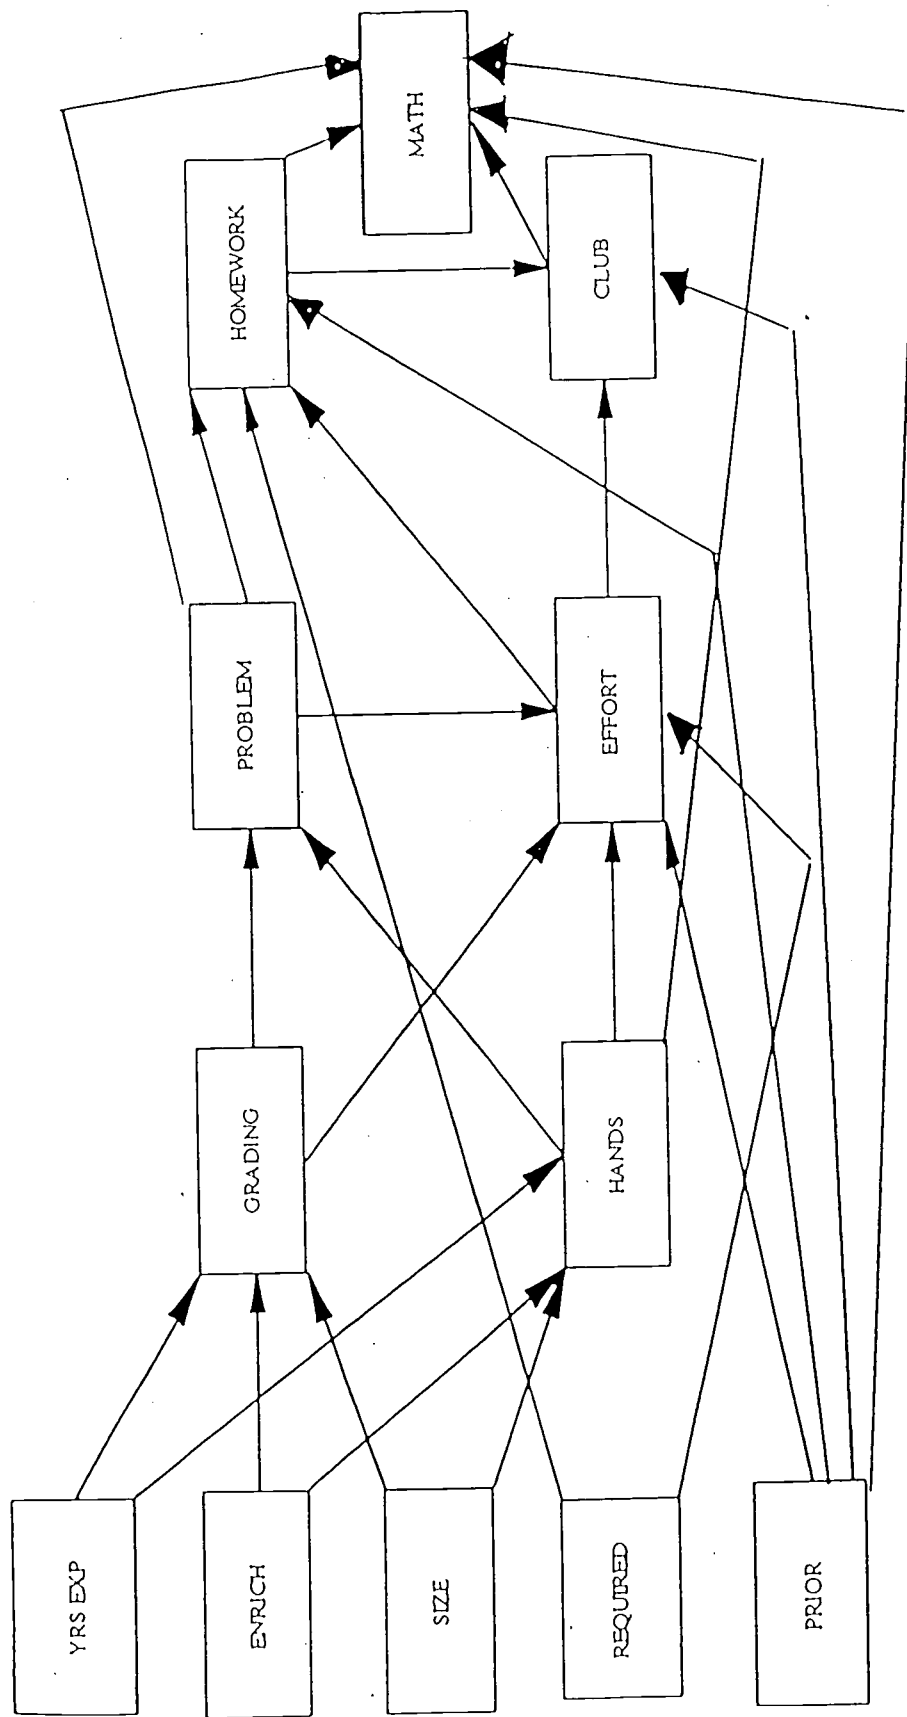 YRS EXP
ENRICH
SIZE
REQUIRED
PRIOR
GRADING
HANDS
PROBLEM
EFFORT
HOMEWORK
CLUB
MATH